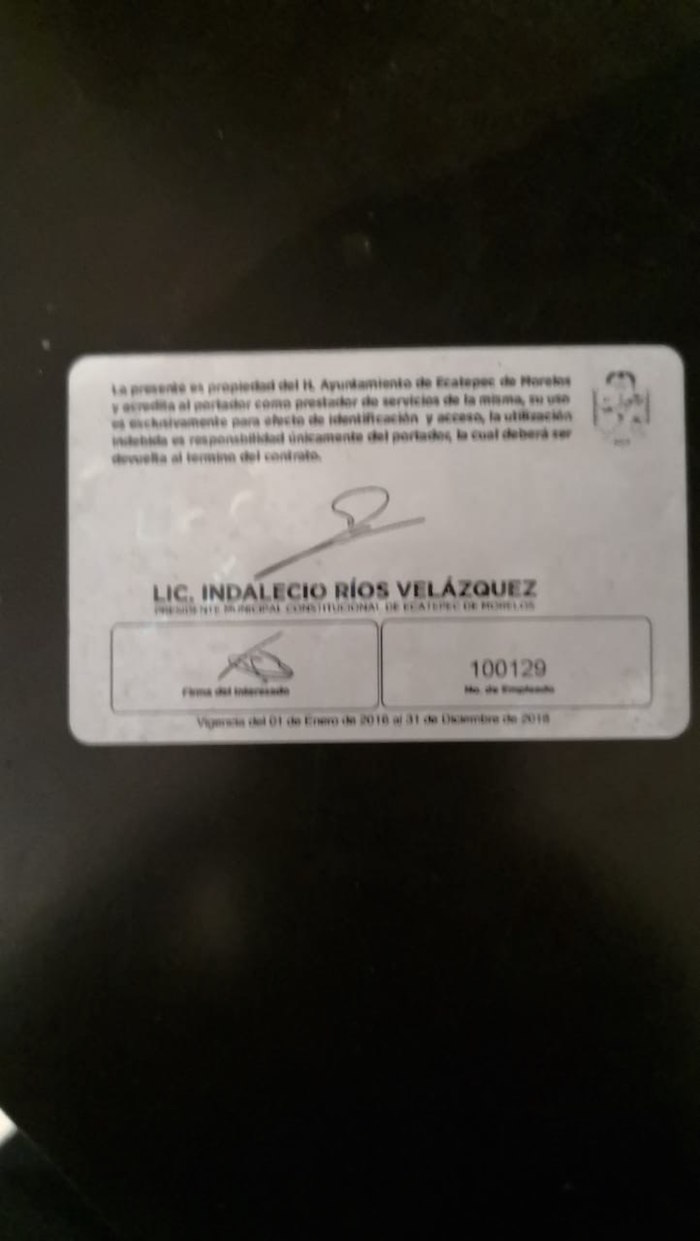 La presente es propiedad del H. Ayuntamiento de Ecatepec de Morelos
y acredita al portador como prestador de servicios de la misma, su uso
es exclusivamente para efecto de identificación y acceso, la utilización
indebida es responsbilidad únicamente del portador, la cual deberá ser
devuelta al termino del contrato.
LIC. INDALECIO RÍOS VELÁZQUEZ
PRESIDENTE MUNICIPAL CONSTITUCIONAL DE ECATEPEC DE MORELOS
Firma del Interesado
100129
No. de Empleado
Vigencia del 01 de Enero de 2016 al 31 de Diciembre de 2018